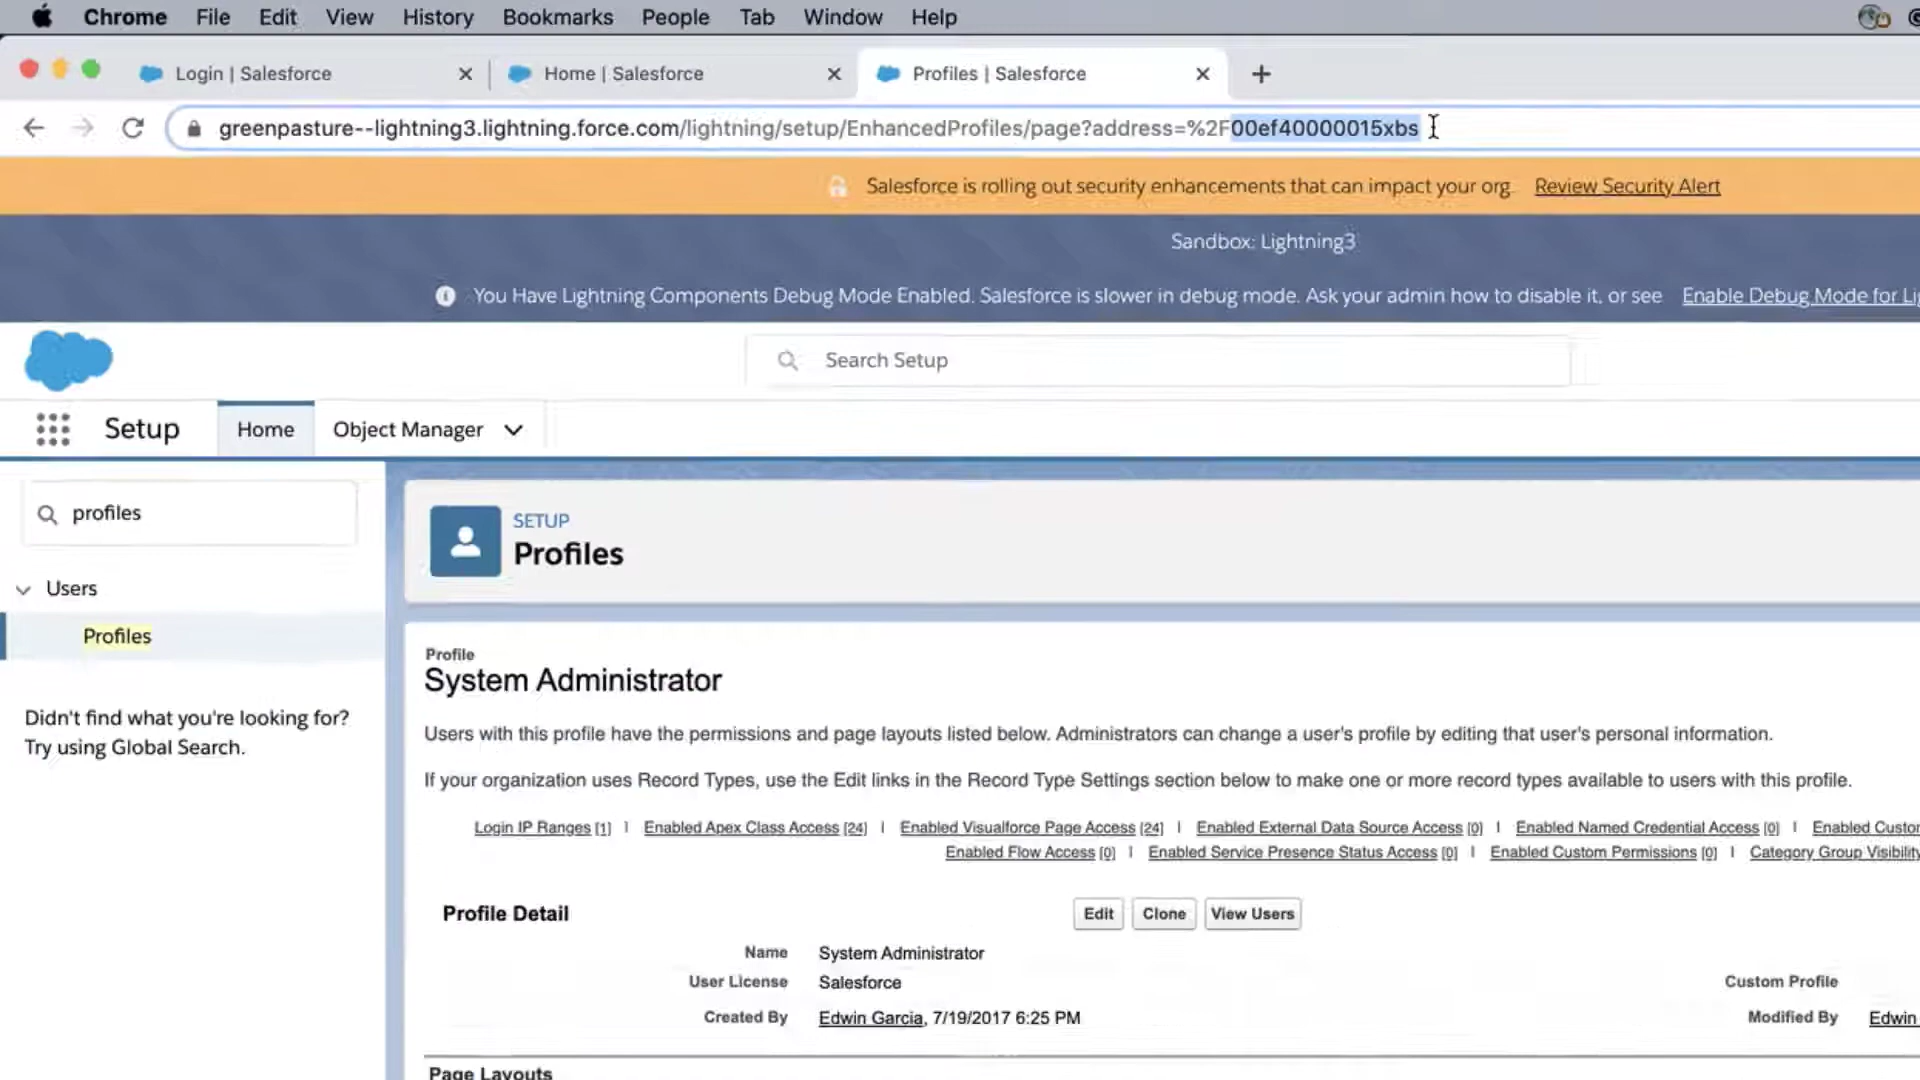 Chrome File Edit View History Bookmarks People Tab Window Help
Login | Salesforce Home | Salesforce Profiles | Salesforce
greenpasture--lightning3.lightning.force.com/lightning/setup/EnhancedProfiles/page?address=%2F00ef40000015xbs
Salesforce is rolling out security enhancements that can impact your org. Review Security Alert
Sandbox: Lightning3
You Have Lightning Components Debug Mode Enabled. Salesforce is slower in debug mode. Ask your admin how to disable it, or see Enable Debug Mode for Lig
Search Setup
Setup Home Object Manager
profiles
SETUP
Profiles
Users
Profiles
Didn't find what you're looking for?
Try using Global Search.
Profile
System Administrator
Users with this profile have the permissions and page layouts listed below. Administrators can change a user's profile by editing that user's personal information.
If your organization uses Record Types, use the Edit links in the Record Type Settings section below to make one or more record types available to users with this profile.
Login IP Ranges [1] | Enabled Apex Class Access [24] | Enabled Visualforce Page Access [24] | Enabled External Data Source Access [0] | Enabled Named Credential Access [0] | Enabled Custo
Enabled Flow Access [0] | Enabled Service Presence Status Access [0] | Enabled Custom Permissions [0] | Category Group Visibility
Profile Detail Edit Clone View Users
Name System Administrator
User License Salesforce Custom Profile
Created By Edwin Garcia, 7/19/2017 6:25 PM Modified By Edwin
Page Layouts